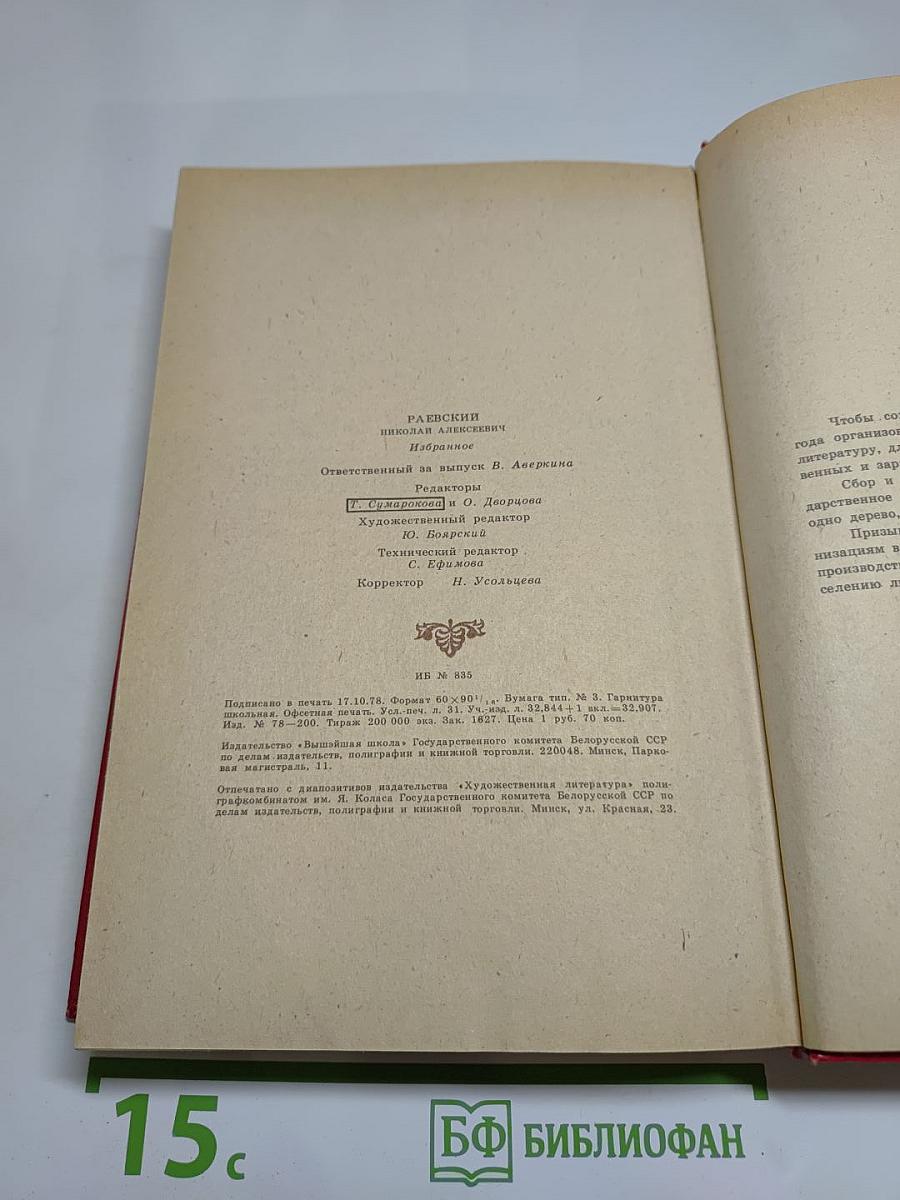 РАЕВСКИЙ
НИКОЛАЙ АЛЕКСЕЕВИЧ
Избранное
Ответственный за выпуск В. Аверкина
Редакторы
Т. Сумарокова и О. Дворцова
Художественный редактор
Ю. Боярский
Технический редактор
С. Ефимова
Корректор Н. Усольцева
ИБ № 835
Подписано в печать 17.10.78. Формат 60×90¹/₁₆. Бумага тип. № 3. Гарнитура
школьная. Офсетная печать. Усл.-печ. л. 31. Уч.-изд. л. 32,844+1 вкл.=32,907.
Изд. № 78—200. Тираж 200 000 экз. Зак. 1627. Цена 1 руб. 70 коп.
Издательство «Вышэйшая школа» Государственного комитета Белорусской ССР
по делам издательств, полиграфии и книжной торговли. 220048. Минск, Парко-
вая магистраль, 11.
Отпечатано с диапозитивов издательства «Художественная литература» поли-
графкомбинатом им. Я. Коласа Государственного комитета Белорусской ССР по
делам издательств, полиграфии и книжной торговли. Минск, ул. Красная, 23.
Чтобы
года
литературу,
венных и
Сбор и
дарственное
одно дерево,
Призы
низациям в
производст
селению
15 с
БФ БИБЛИОФАН